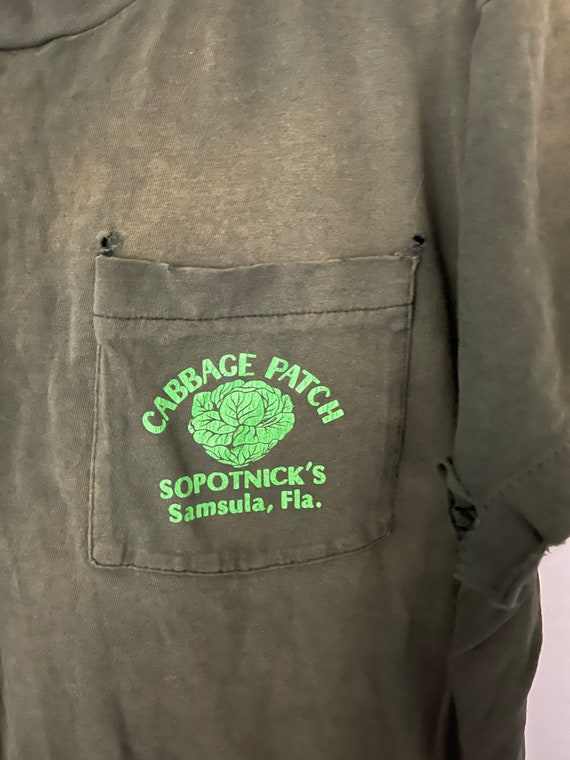 CABBAGE PATCH
SOPOTNICK'S
Samsula, Fla.